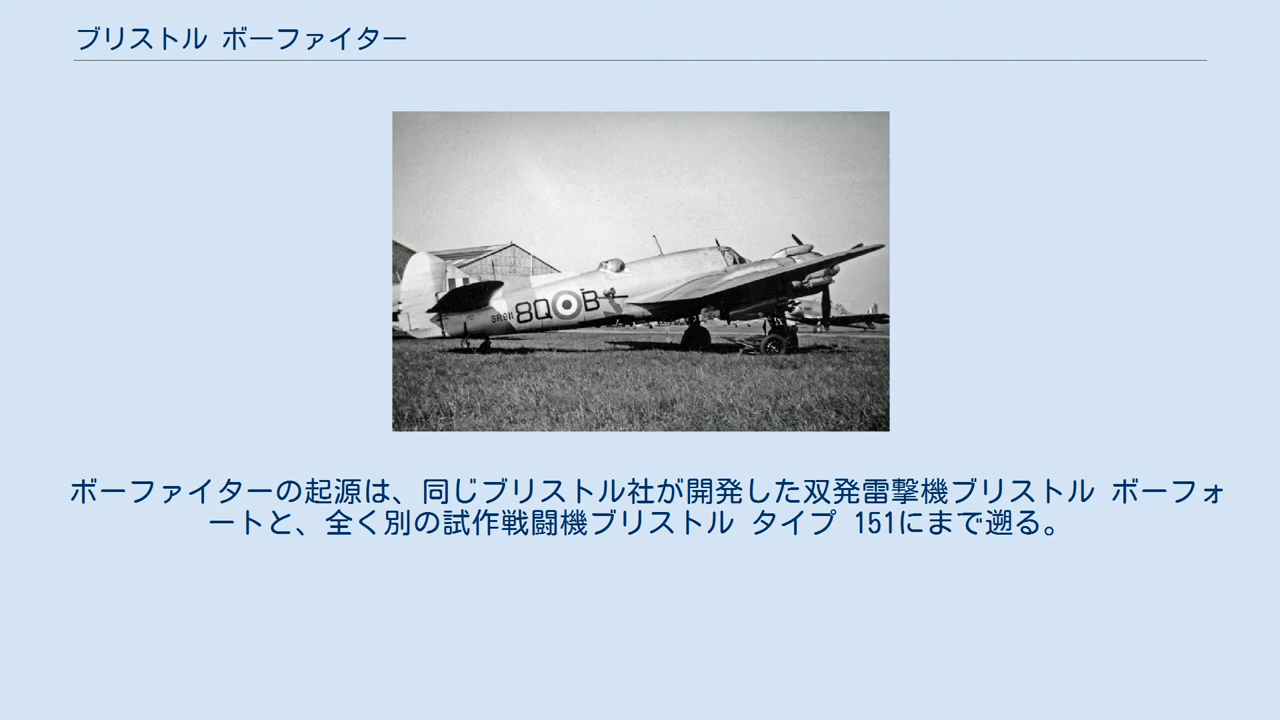 ブリストル ボーファイター
SR911
8Q B
ボーファイターの起源は、同じブリストル社が開発した双発雷撃機ブリストル ボーフォ
ートと、全く別の試作戦闘機ブリストル タイプ 151にまで遡る。